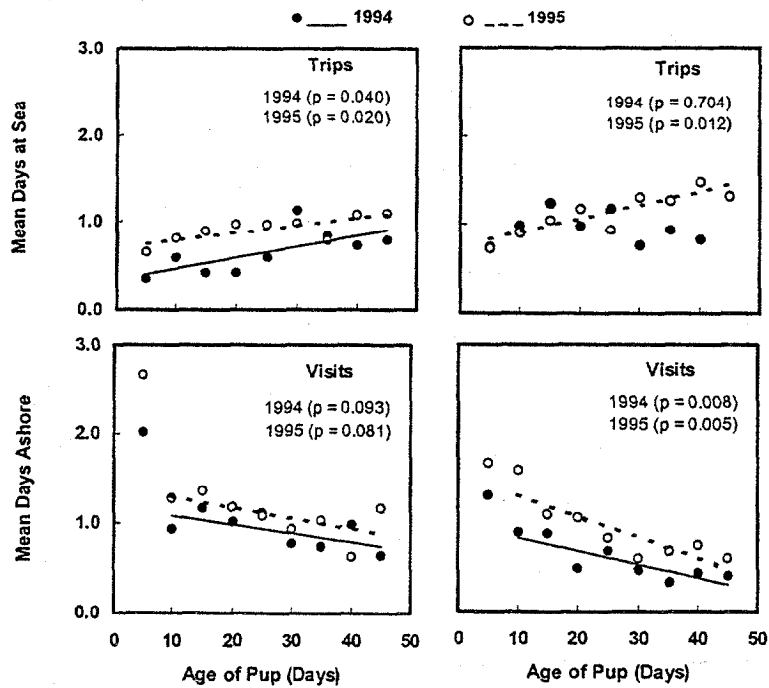 1994 1995
3.0
2.0
1.0
0.0
Mean Days at Sea
Trips
1994 (p = 0.040)
1995 (p = 0.020)
Trips
1994 (p = 0.704)
1995 (p = 0.012)
3.0
2.0
1.0
0.0
Mean Days Ashore
Visits
1994 (p = 0.093)
1995 (p = 0.081)
Visits
1994 (p = 0.008)
1995 (p = 0.005)
0 10 20 30 40 50
0 10 20 30 40 50
Age of Pup (Days)
Age of Pup (Days)